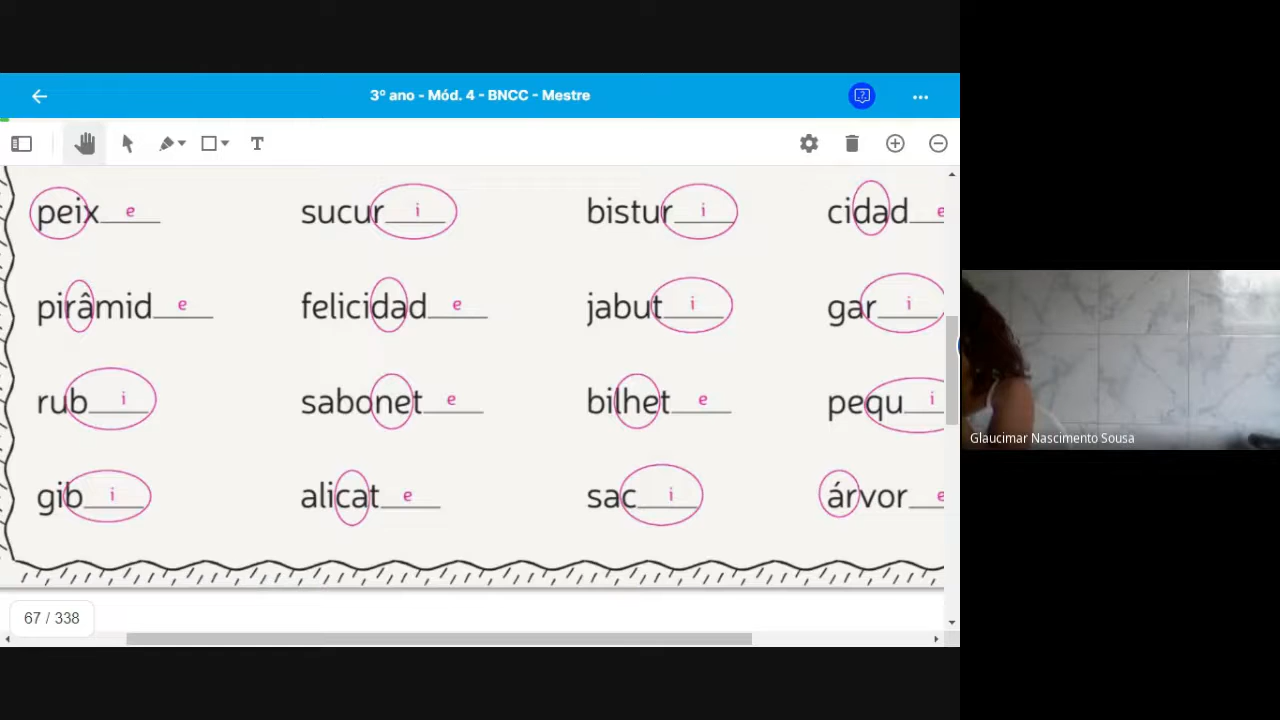 3º ano - Mód. 4 - BNCC - Mestre
T
peix e sucur i bistur i cidad e
pirâmid e felicidad e jabut i gar i
rub i sabonet e bilhet e pequ i
gib i alicat e sac i árvor e
67 / 338
Glaucimar Nascimento Sousa